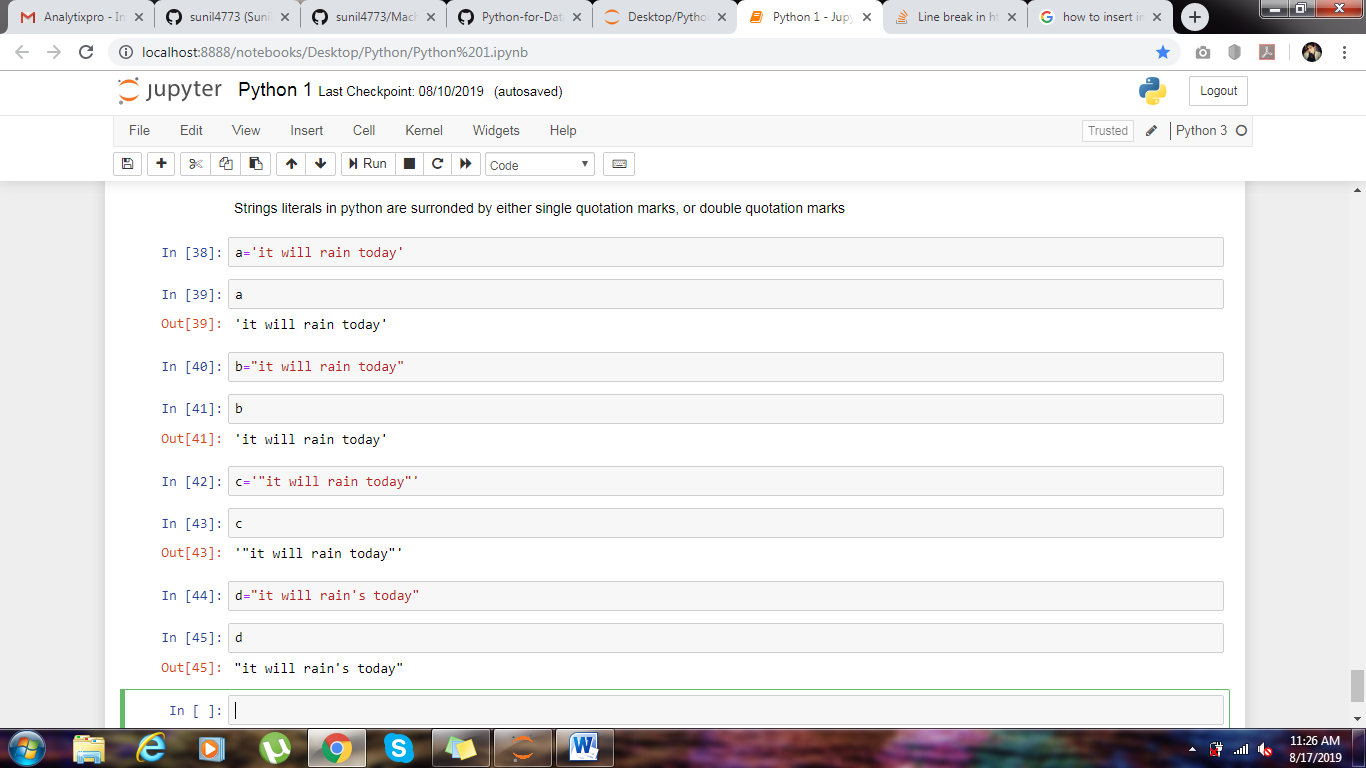 Analytixpro - In
sunil4773 (Suni
sunil4773/Mach
Python-for-Dat
Desktop/Pytho
Python 1 - Jupy
Line break in ht
how to insert in
localhost:8888/notebooks/Desktop/Python/Python%201.ipynb
jupyter Python 1 Last Checkpoint: 08/10/2019 (autosaved)
Logout
File Edit View Insert Cell Kernel Widgets Help
Trusted Python 3
Run Code
Strings literals in python are surronded by either single quotation marks, or double quotation marks
In [38]: a='it will rain today'
In [39]: a
Out[39]: 'it will rain today'
In [40]: b="it will rain today"
In [41]: b
Out[41]: 'it will rain today'
In [42]: c='"it will rain today"'
In [43]: c
Out[43]: '"it will rain today"'
In [44]: d="it will rain's today"
In [45]: d
Out[45]: "it will rain's today"
In [ ]:
11:26 AM
8/17/2019